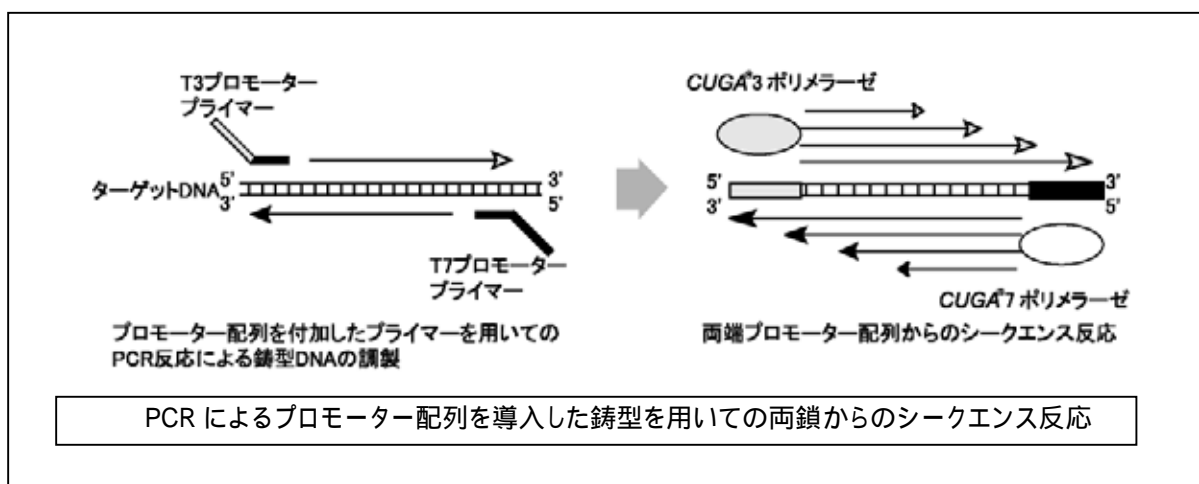 T3プロモーター
プライマー
ターゲットDNA
5'
3'
3'
5'
T7プロモーター
プライマー
プロモーター配列を付加したプライマーを用いての
PCR反応による鋳型DNAの調製
CUGA®3 ポリメラーゼ
5'
3'
3'
5'
CUGA®7 ポリメラーゼ
両端プロモーター配列からのシークエンス反応
PCR によるプロモーター配列を導入した鋳型を用いての両鎖からのシークエンス反応